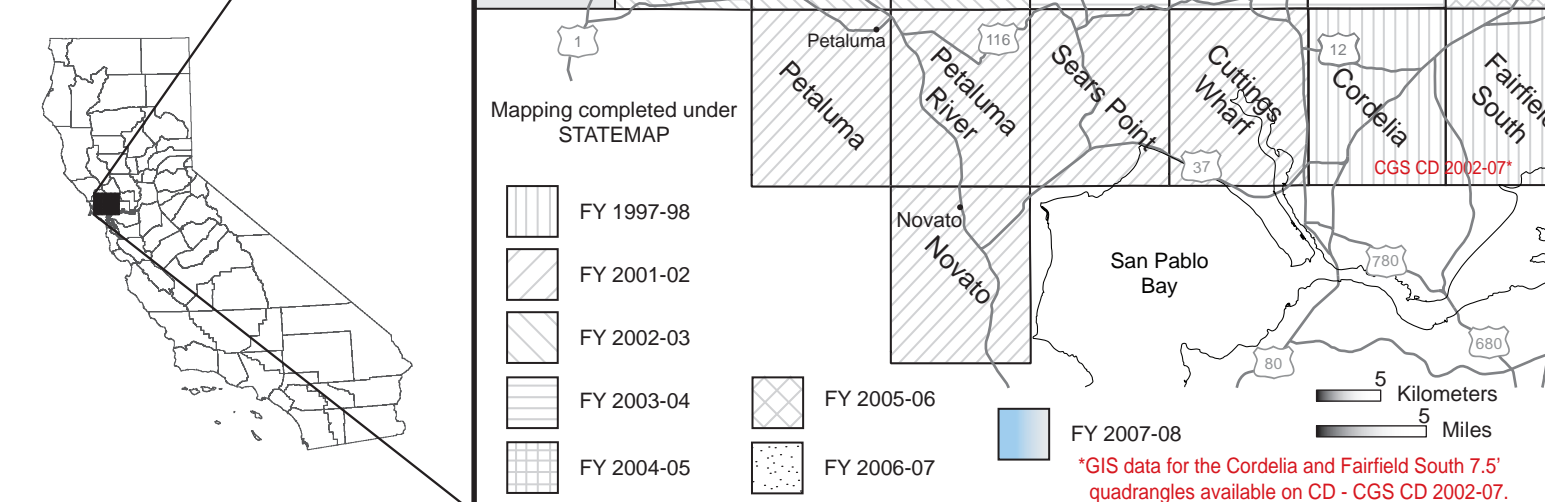 1
Petaluma
116
12
Petaluma
Petaluma
River
Sears Point
Cuttings
Wharf
Cordelia
Fairfield
South
37
CGS CD 2002-07*
Mapping completed under
STATEMAP
FY 1997-98
FY 2001-02
FY 2002-03
FY 2003-04
FY 2004-05
FY 2005-06
FY 2006-07
FY 2007-08
Novato
Novato
San Pablo
Bay
780
80
680
5
Kilometers
5
Miles
*GIS data for the Cordelia and Fairfield South 7.5’
quadrangles available on CD - CGS CD 2002-07.